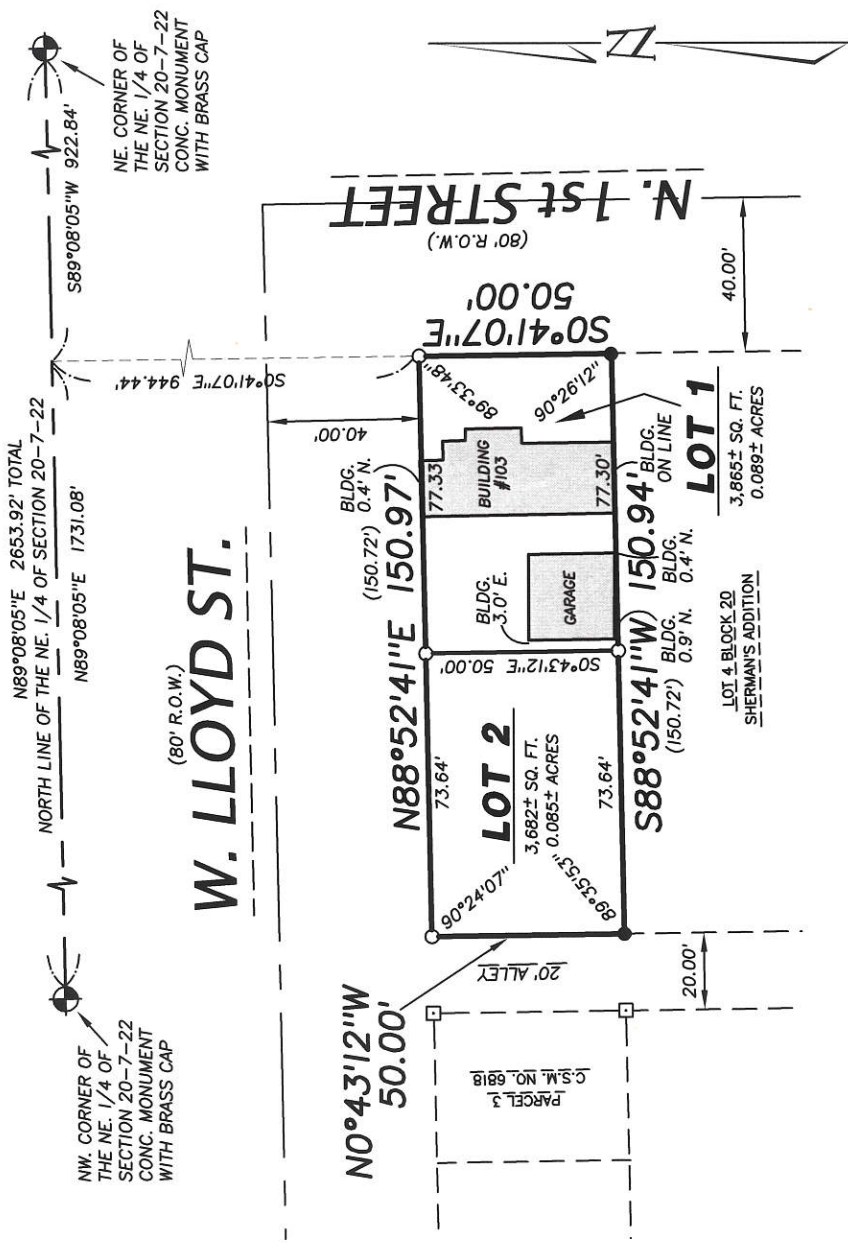 N89°08'05"E 2653.92' TOTAL
NORTH LINE OF THE NE. 1/4 OF SECTION 20-7-22
N89°08'05"E 1731.08'
S89°08'05"W 922.84'
NW. CORNER OF
THE NE. 1/4 OF
SECTION 20-7-22
CONC. MONUMENT
WITH BRASS CAP
NE. CORNER OF
THE NE. 1/4 OF
SECTION 20-7-22
CONC. MONUMENT
WITH BRASS CAP
N
W. LLOYD ST.
(80' R.O.W.)
S0°41'07"E 944.44'
40.00'
N. 1st STREET
(80' R.O.W.)
N88°52'41"E 150.97'
(150.72')
BLDG.
0.4' N.
S0°41'07"E
50.00'
N0°43'12"W
50.00'
73.64'
77.33
89°33'48"
90°26'12"
BUILDING
#103
BLDG.
3.0' E.
GARAGE
S0°43'12"E 50.00'
LOT 2
3,682± SQ. FT.
0.085± ACRES
90°24'07"
89°35'53"
73.64'
77.30'
S88°52'41"W 150.94'
(150.72')
BLDG.
0.9' N.
BLDG.
0.4' N.
BLDG.
ON LINE
LOT 1
3,865± SQ. FT.
0.089± ACRES
40.00'
20' ALLEY
20.00'
PARCEL 3
C.S.M. NO. 6818
LOT 4 BLOCK 20
SHERMAN'S ADDITION